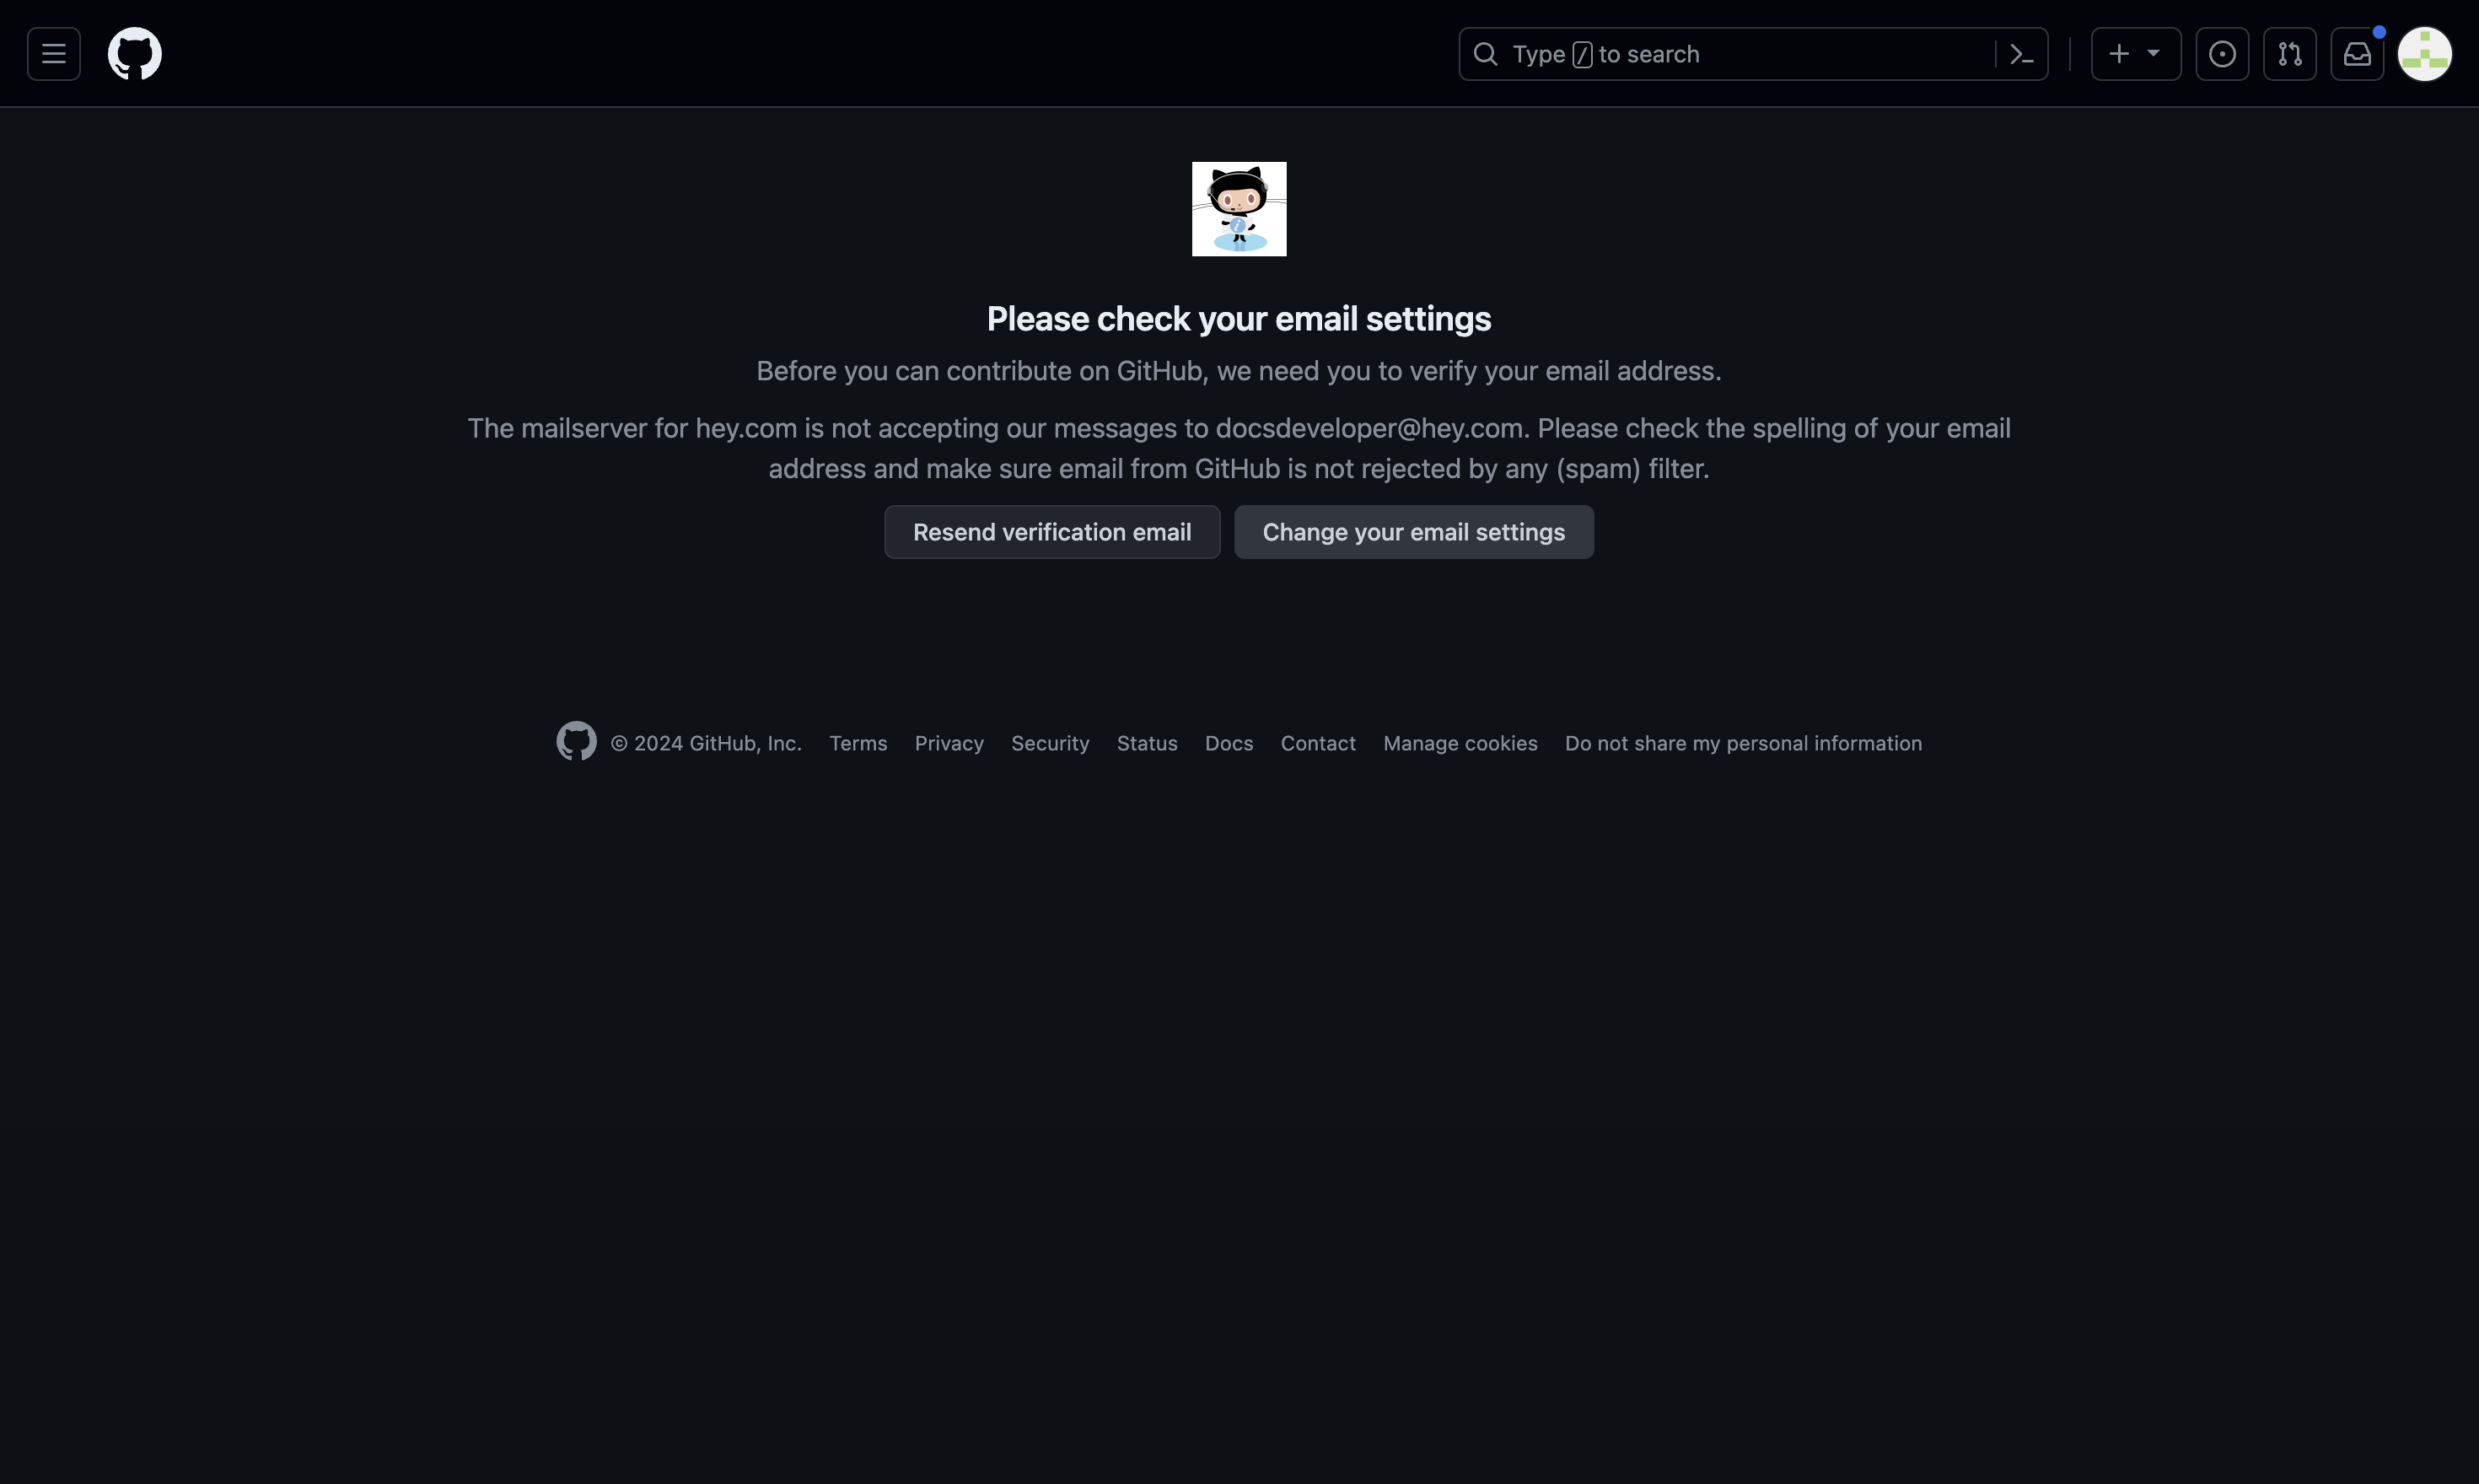 Type / to search
Please check your email settings
Before you can contribute on GitHub, we need you to verify your email address.
The mailserver for hey.com is not accepting our messages to docsdeveloper@hey.com. Please check the spelling of your email
address and make sure email from GitHub is not rejected by any (spam) filter.
Resend verification email
Change your email settings
© 2024 GitHub, Inc. Terms Privacy Security Status Docs Contact Manage cookies Do not share my personal information